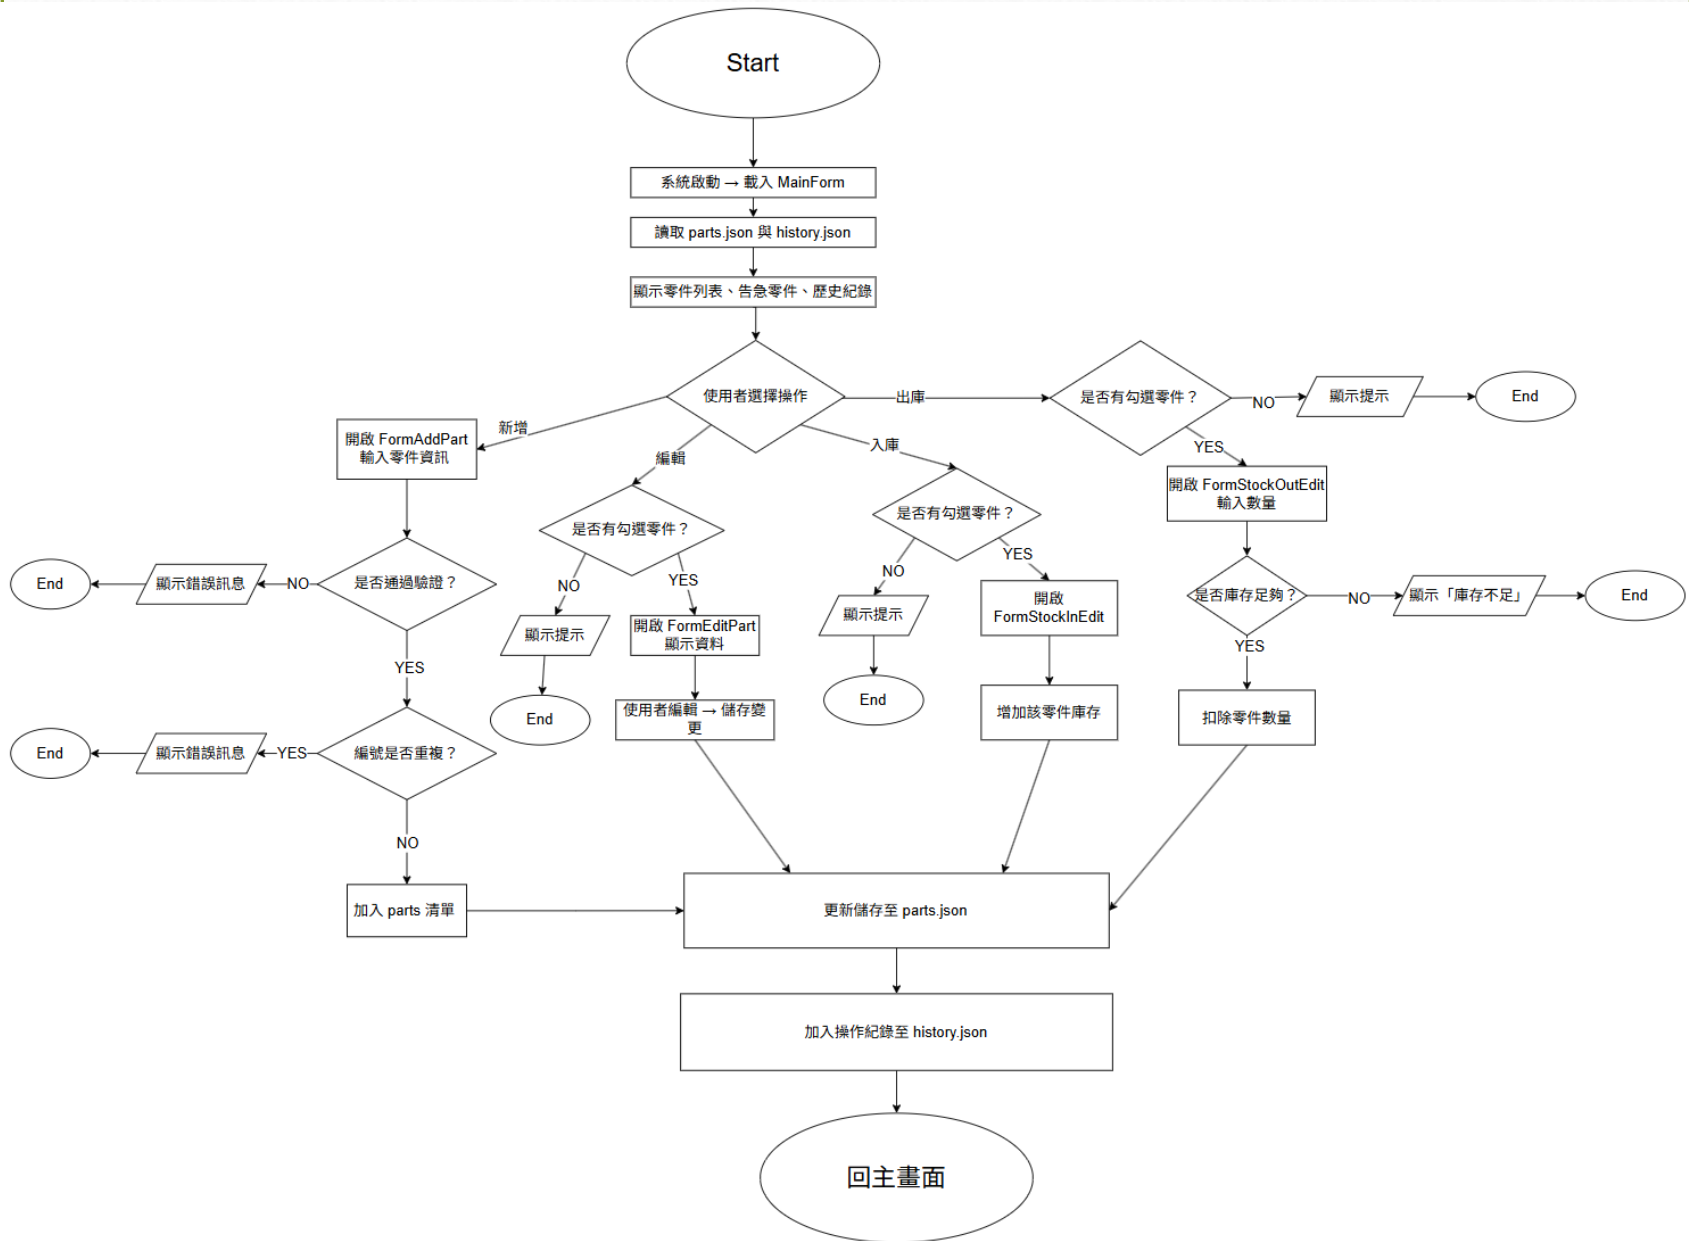 Start
系統啟動 → 載入 MainForm
讀取 parts.json 與 history.json
顯示零件列表、告急零件、歷史紀錄
使用者選擇操作
出庫
是否有勾選零件？
NO
顯示提示
End
新增
開啟 FormAddPart
輸入零件資訊
編輯
入庫
YES
開啟 FormStockOutEdit
輸入數量
是否有勾選零件？
是否有勾選零件？
End
顯示錯誤訊息
NO
是否通過驗證？
NO
YES
NO
YES
是否庫存足夠？
NO
顯示「庫存不足」
End
顯示提示
開啟 FormEditPart
顯示資料
顯示提示
開啟
FormStockInEdit
YES
YES
End
使用者編輯 → 儲存變
更
End
增加該零件庫存
扣除零件數量
End
顯示錯誤訊息
YES
編號是否重複？
NO
加入 parts 清單
更新儲存至 parts.json
加入操作紀錄至 history.json
回主畫面